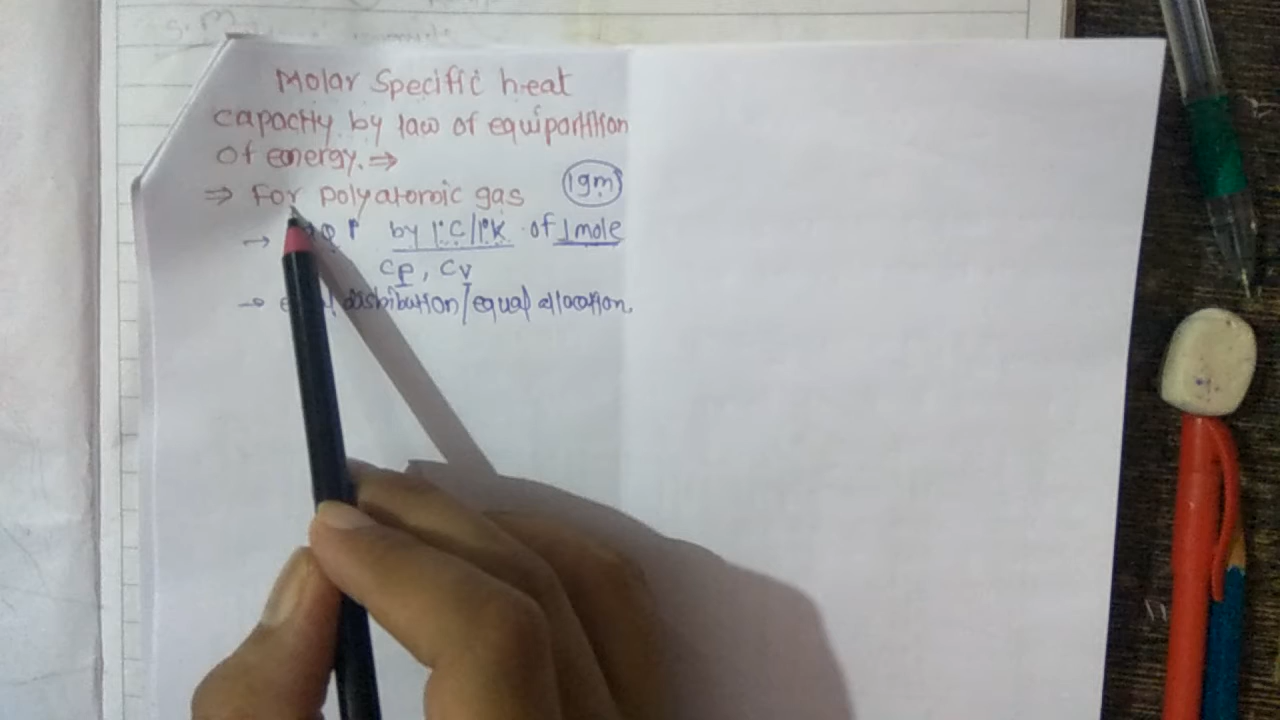 Molar Specific heat
capacity by law of equipartition
of energy. ⇒
⇒ For polyatomic gas 1gm
→ by 1°C/1°K of 1mole
Cp, Cv
→ distribution/equal allocation.